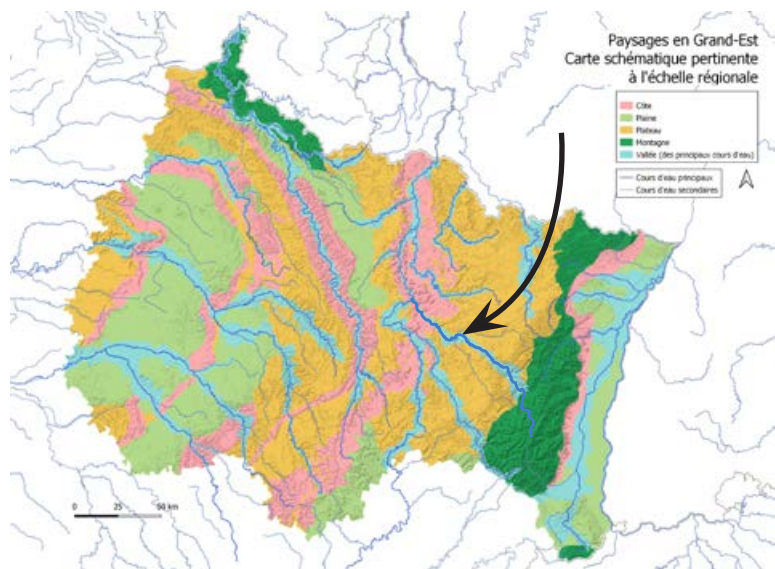 Paysages en Grand-Est
Carte schématique pertinente
à l'échelle régionale
Côte
Plaine
Plateau
Montagne
Vallée (des principaux cours d'eau)
Cours d'eau principaux
Cours d'eau secondaires
0 25 50 km